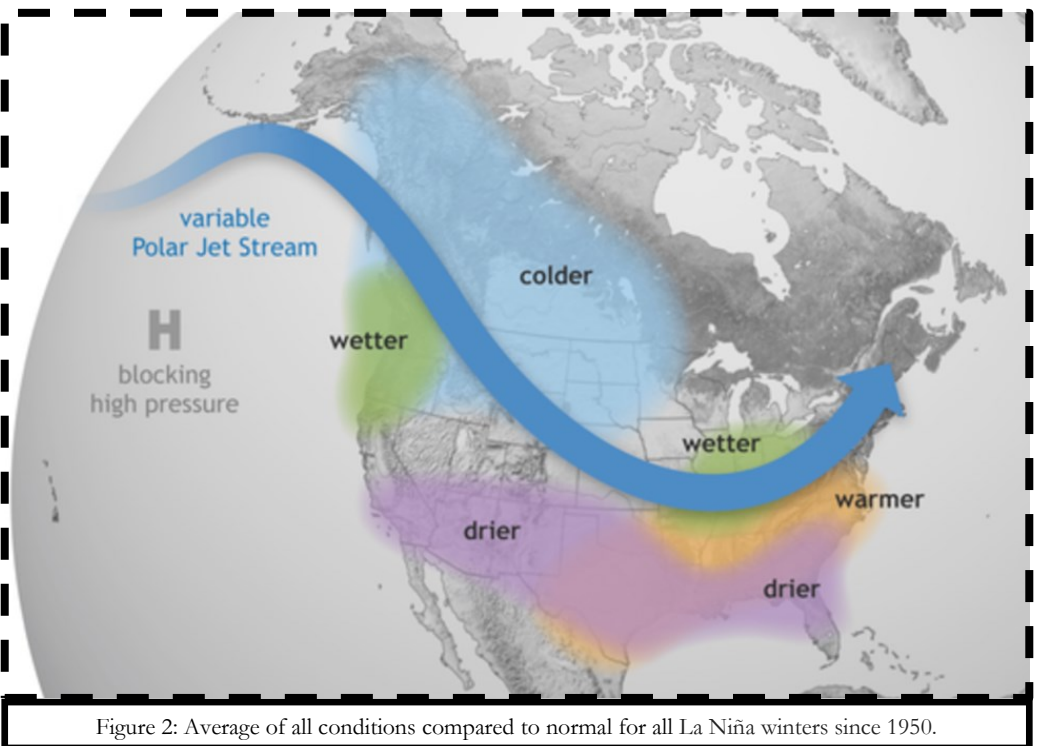 variable
Polar Jet Stream
colder
H
blocking
high pressure
wetter
wetter
warmer
drier
drier
Figure 2: Average of all conditions compared to normal for all La Niña winters since 1950.